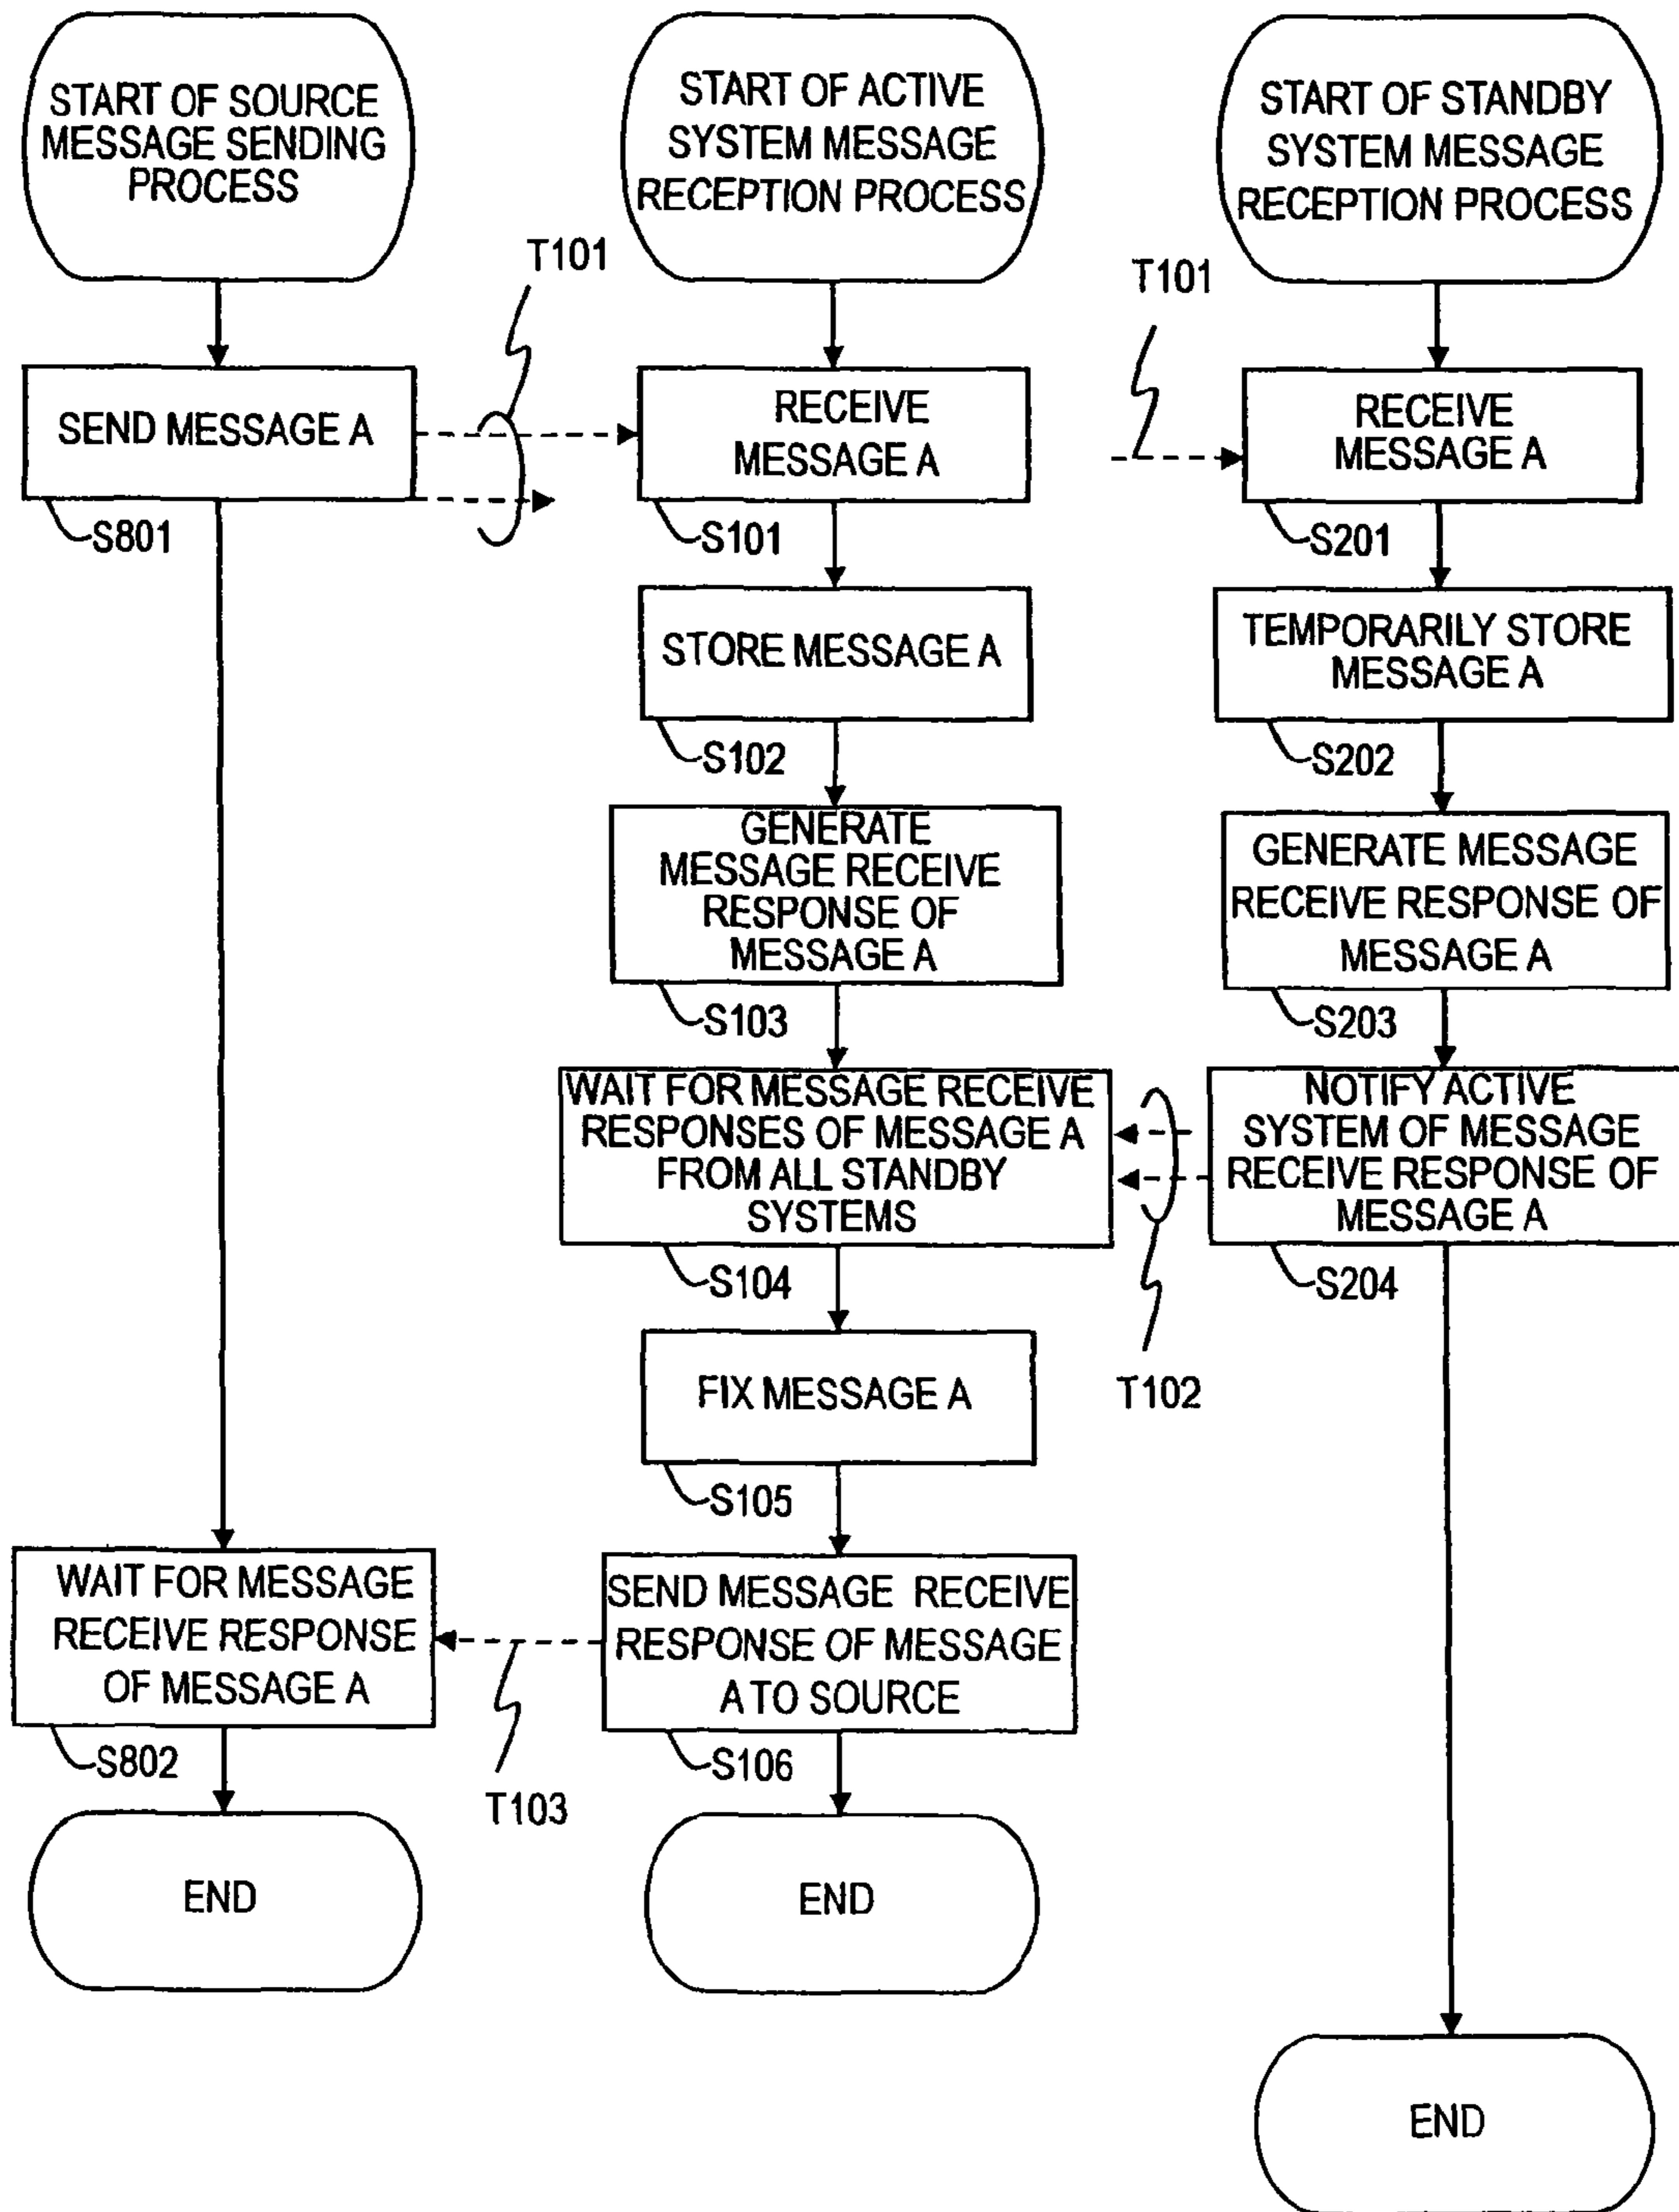 START OF SOURCE
MESSAGE SENDING
PROCESS
START OF ACTIVE
SYSTEM MESSAGE
RECEPTION PROCESS
START OF STANDBY
SYSTEM MESSAGE
RECEPTION PROCESS
T101
T101
SEND MESSAGE A
S801
RECEIVE
MESSAGE A
S101
RECEIVE
MESSAGE A
S201
STORE MESSAGE A
S102
TEMPORARILY STORE
MESSAGE A
S202
GENERATE
MESSAGE RECEIVE
RESPONSE OF
MESSAGE A
S103
GENERATE MESSAGE
RECEIVE RESPONSE OF
MESSAGE A
S203
WAIT FOR MESSAGE RECEIVE
RESPONSES OF MESSAGE A
FROM ALL STANDBY
SYSTEMS
S104
NOTIFY ACTIVE
SYSTEM OF MESSAGE
RECEIVE RESPONSE OF
MESSAGE A
S204
T102
FIX MESSAGE A
S105
WAIT FOR MESSAGE
RECEIVE RESPONSE
OF MESSAGE A
S802
SEND MESSAGE RECEIVE
RESPONSE OF MESSAGE
A TO SOURCE
S106
T103
END
END
END